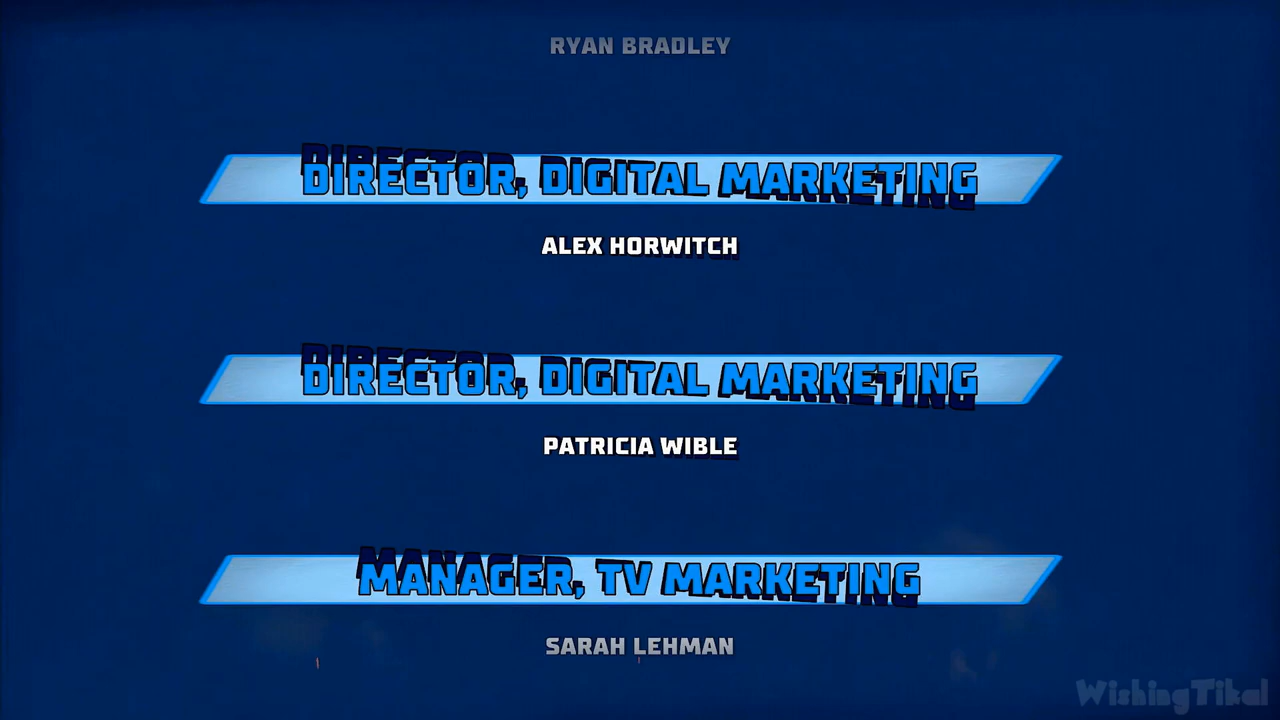 RYAN BRADLEY
DIRECTOR, DIGITAL MARKETING
ALEX HORWITCH
DIRECTOR, DIGITAL MARKETING
PATRICIA WIBLE
MANAGER, TV MARKETING
SARAH LEHMAN
WishingTikal